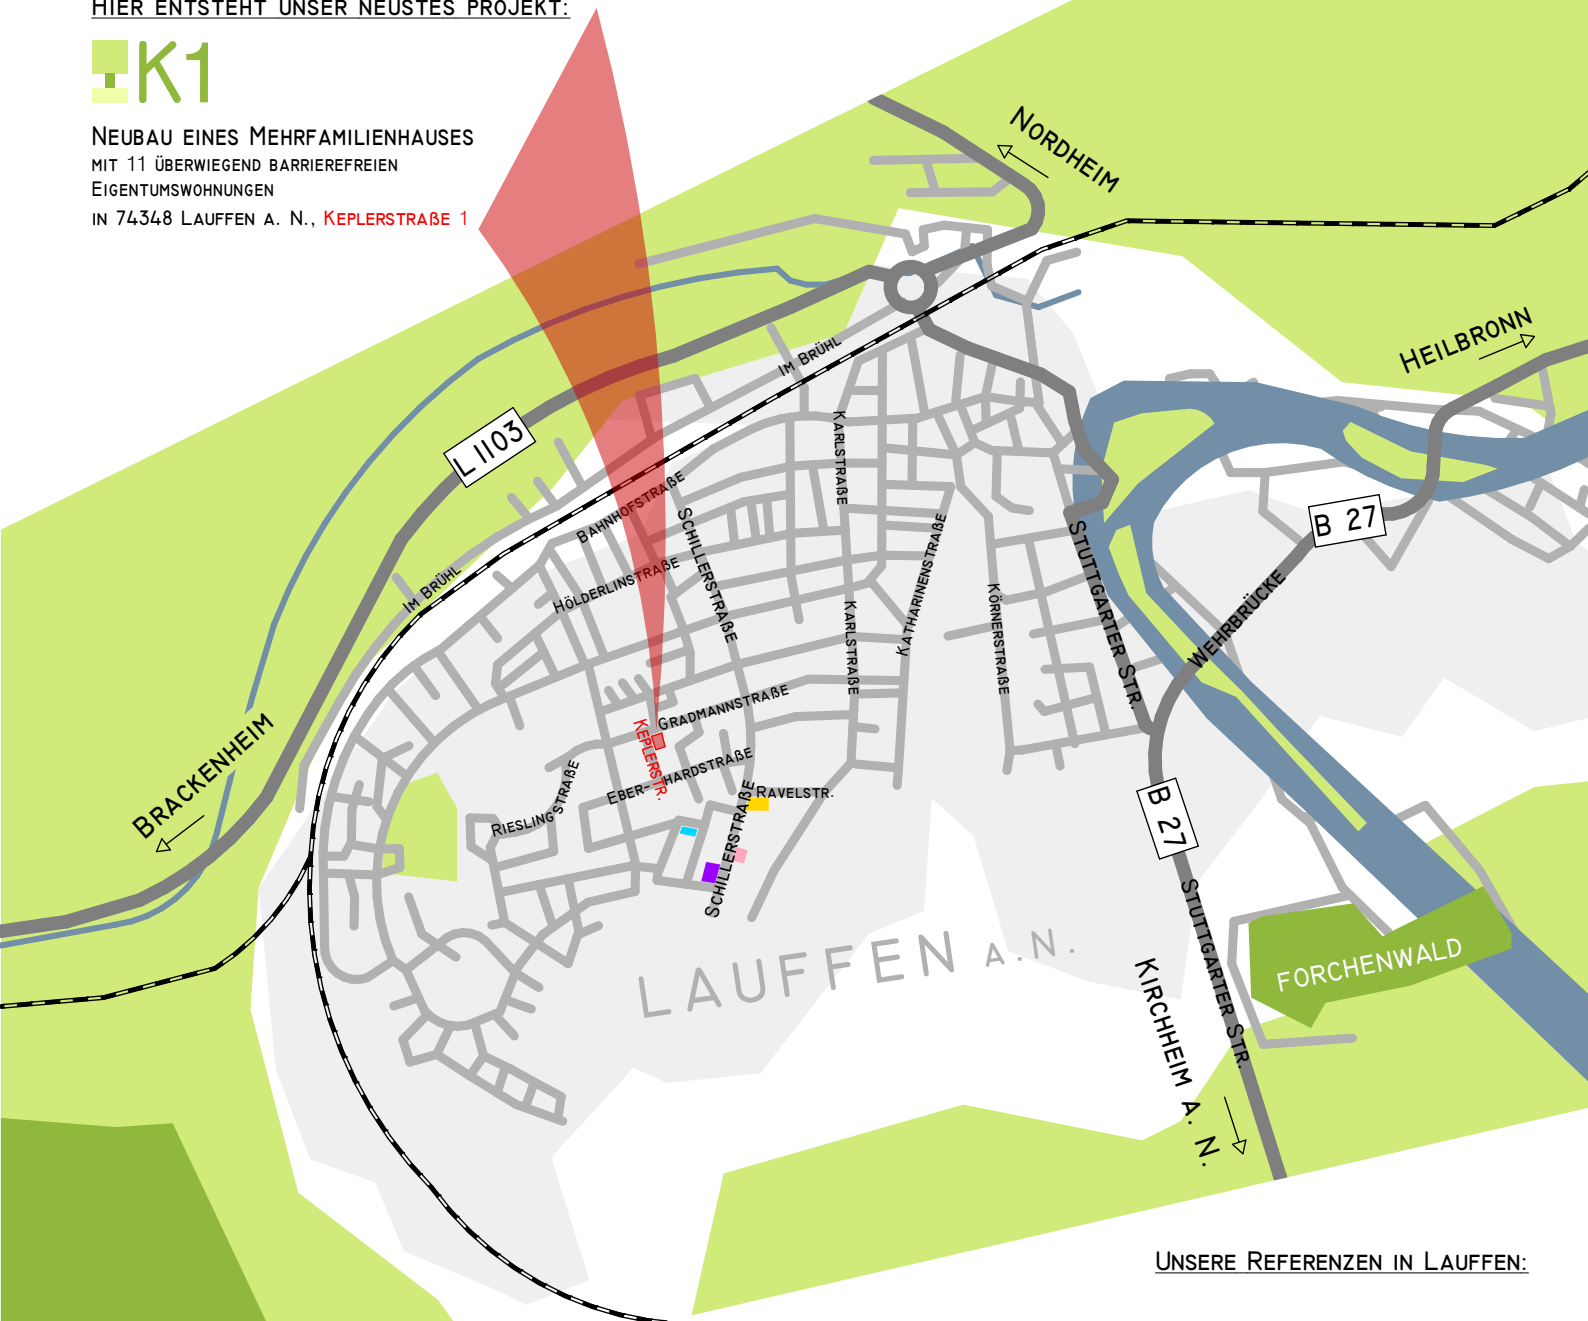 HIER ENTSTEHT UNSER NEUSTES PROJEKT:
K1
NEUBAU EINES MEHRFAMILIENHAUSES
MIT 11 ÜBERWIEGEND BARRIEREFREIEN
EIGENTUMSWOHNUNGEN
IN 74348 LAUFFEN A. N., KEPLERSTRAßE 1
NORDHEIM
HEILBRONN
IM BRÜHL
L 1103
KARLSTRAßE
BAHNHOFSTRAßE
SCHILLERSTRAßE
B 27
STUTTGARTER STR.
KATHARINENSTRAßE
HÖLDERLINSTRAßE
IM BRÜHL
KÖRNERSTRAßE
WEHRBRÜCKE
KARLSTRAßE
GRADMANNSTRAßE
KEPLERSTR.
BRACKENHEIM
EBER-HARDSTRAßE
RIESLINGSTRAßE
RAVELSTR.
SCHILLERSTRAßE
B 27
STUTTGARTER STR.
LAUFFEN A.N.
FORCHENWALD
KIRCHHEIM A. N.
UNSERE REFERENZEN IN LAUFFEN: